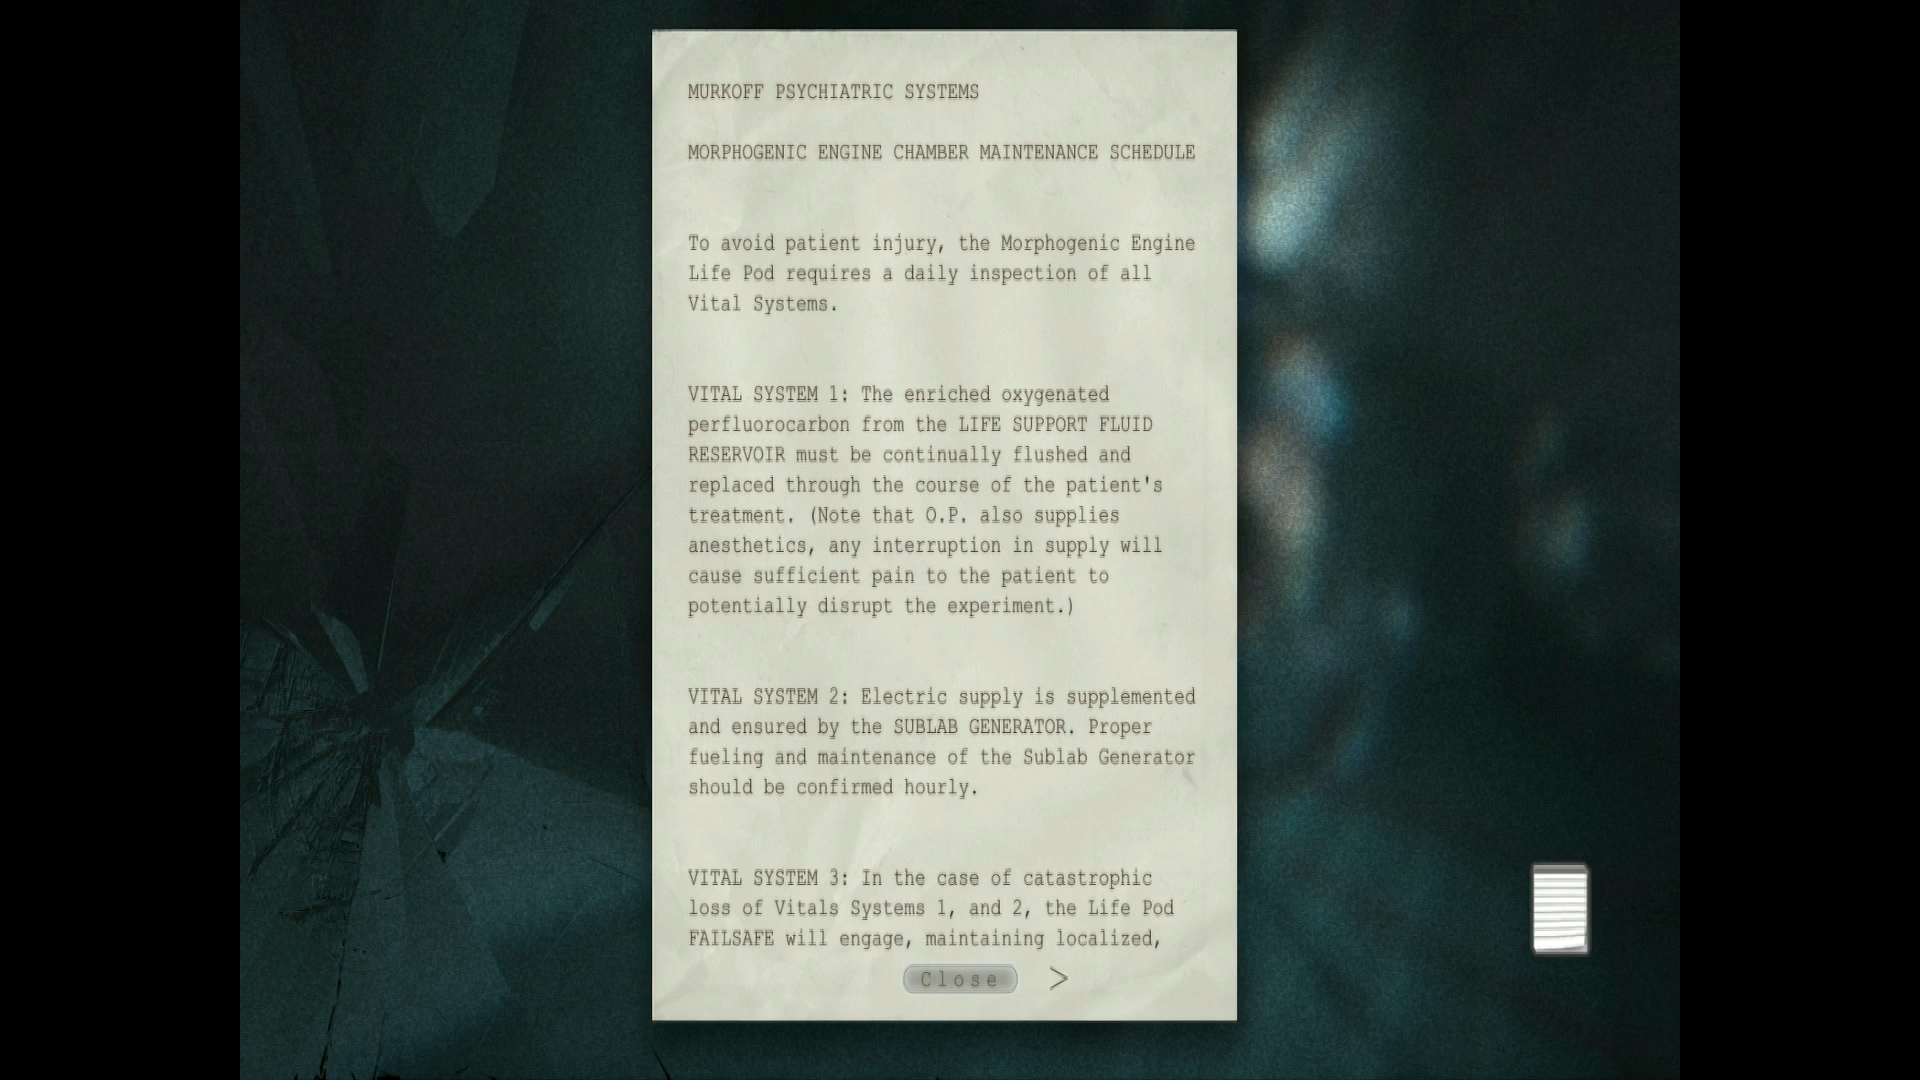 MURKOFF PSYCHIATRIC SYSTEMS
MORPHOGENIC ENGINE CHAMBER MAINTENANCE SCHEDULE
To avoid patient injury, the Morphogenic Engine
Life Pod requires a daily inspection of all
Vital Systems.
VITAL SYSTEM 1: The enriched oxygenated
perfluorocarbon from the LIFE SUPPORT FLUID
RESERVOIR must be continually flushed and
replaced through the course of the patient's
treatment. (Note that O.P. also supplies
anesthetics, any interruption in supply will
cause sufficient pain to the patient to
potentially disrupt the experiment.)
VITAL SYSTEM 2: Electric supply is supplemented
and ensured by the SUBLAB GENERATOR. Proper
fueling and maintenance of the Sublab Generator
should be confirmed hourly.
VITAL SYSTEM 3: In the case of catastrophic
loss of Vitals Systems 1, and 2, the Life Pod
FAILSAFE will engage, maintaining localized,
Close >